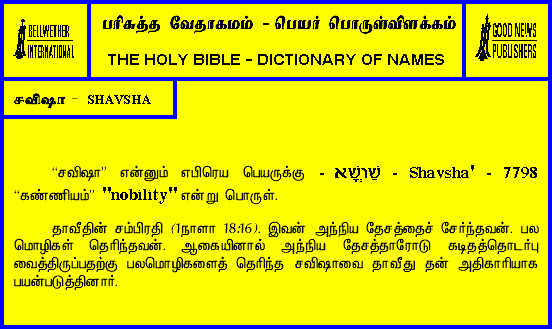 BELLWETHER
INTERNATIONAL
பரிசுத்த வேதாகமம் - பெயர் பொருள்விளக்கம்
THE HOLY BIBLE - DICTIONARY OF NAMES
GOOD NEWS
PUBLISHERS
சவிஷா - SHAVSHA
“சவிஷா” என்னும் எபிரெய பெயருக்கு - שַׁוְשָׁא - Shavsha' - 7798
“கண்ணியம்” "nobility" என்று பொருள்.
தாவீதின் சம்பிரதி (1நாளா 18:16). இவன் அந்நிய தேசத்தைச் சேர்ந்தவன். பல
மொழிகள் தெரிந்தவன். ஆகையினால் அந்நிய தேசத்தாரோடு கடிதத்தொடர்பு
வைத்திருப்பதற்கு பலமொழிகளைத் தெரிந்த சவிஷாவை தாவீது தன் அதிகாரியாக
பயன்படுத்தினார்.